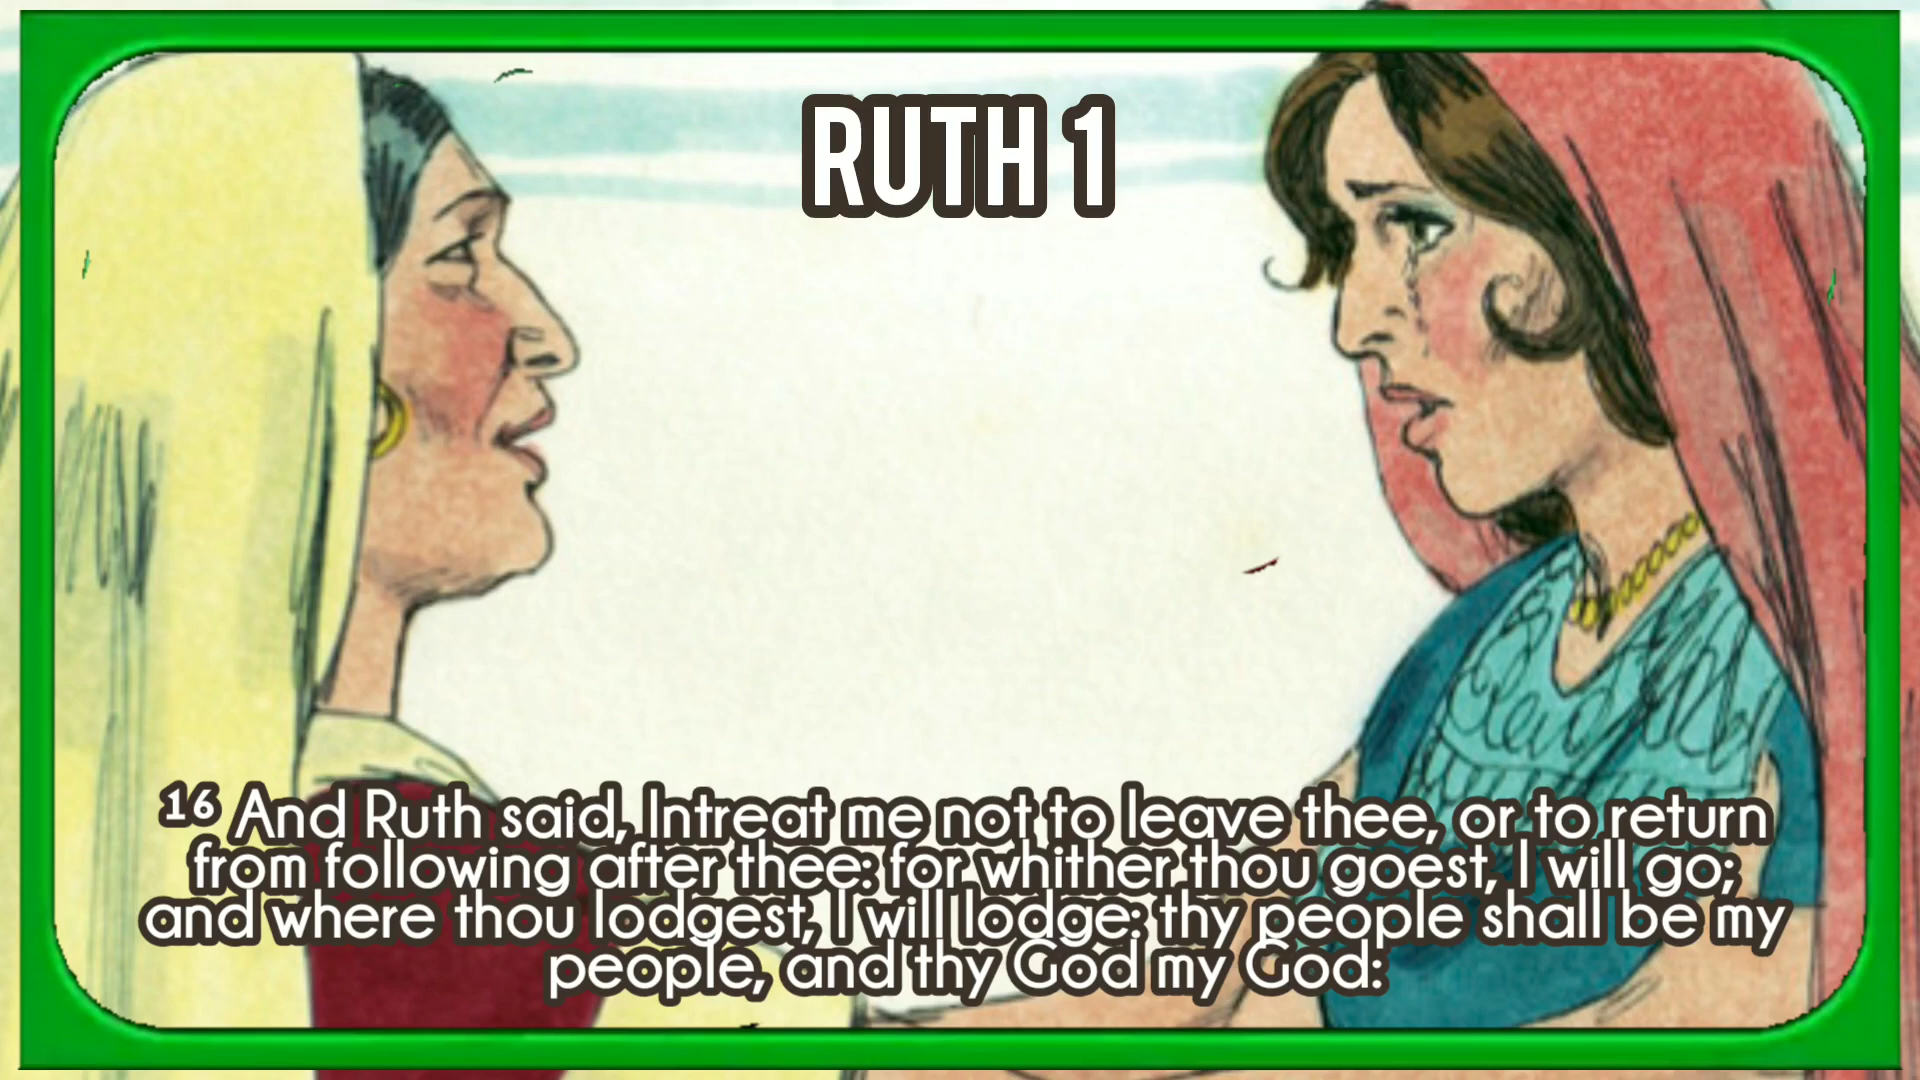 RUTH 1
16 And Ruth said, Intreat me not to leave thee, or to return
from following after thee: for whither thou goest, I will go;
and where thou lodgest, I will lodge: thy people shall be my
people, and thy God my God: